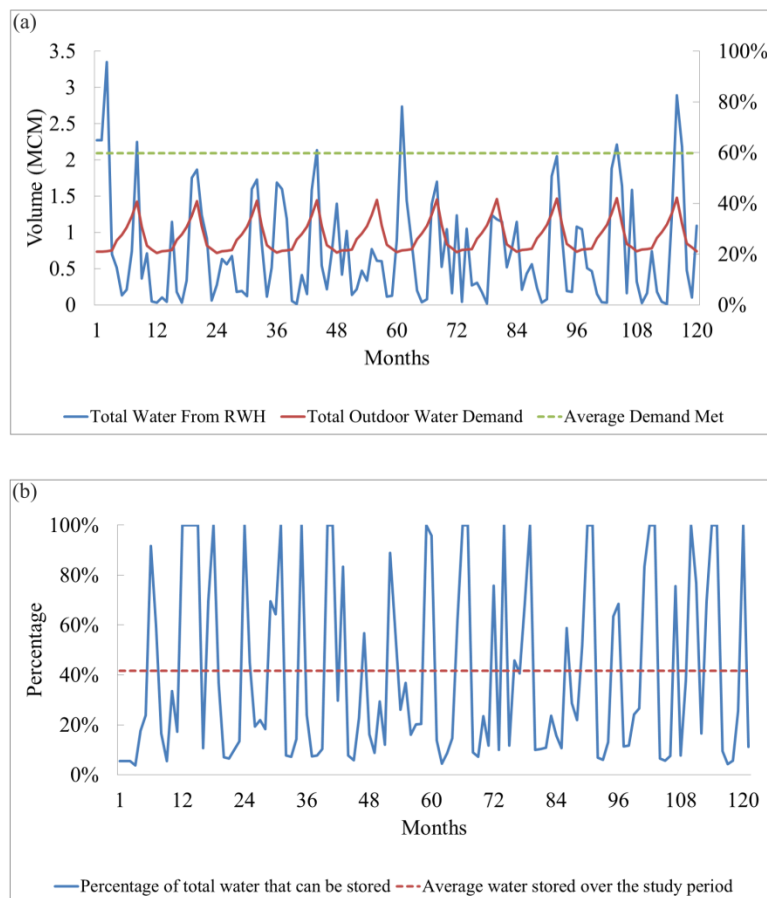 (a)
3.5 100%
3
80%
2.5
2 60%
1.5 40%
1
20%
0.5
0 0%
Volume (MCM)
1 12 24 36 48 60 72 84 96 108 120
Months
Total Water From RWH Total Outdoor Water Demand Average Demand Met
(b)
100%
80%
60%
40%
20%
0%
Percentage
1 12 24 36 48 60 72 84 96 108 120
Months
Percentage of total water that can be stored Average water stored over the study period